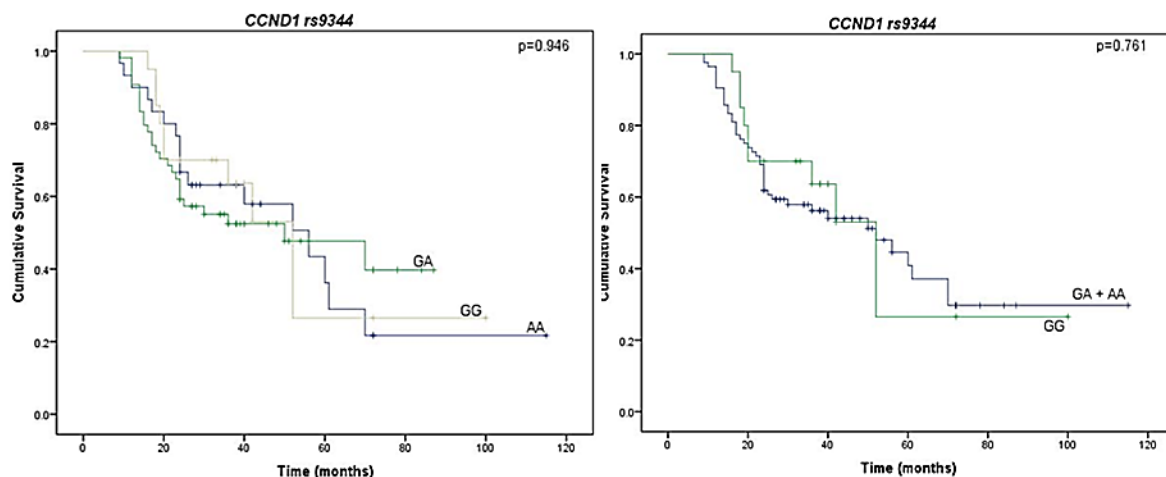 CCND1 rs9344
p=0.946
1.0
0.8
0.6
0.4
0.2
0.0
Cumulative Survival
GA
GG
AA
0 20 40 60 80 100 120
Time (months)
CCND1 rs9344
p=0.761
1.0
0.8
0.6
0.4
0.2
0.0
Cumulative Survival
GA + AA
GG
0 20 40 60 80 100 120
Time (months)